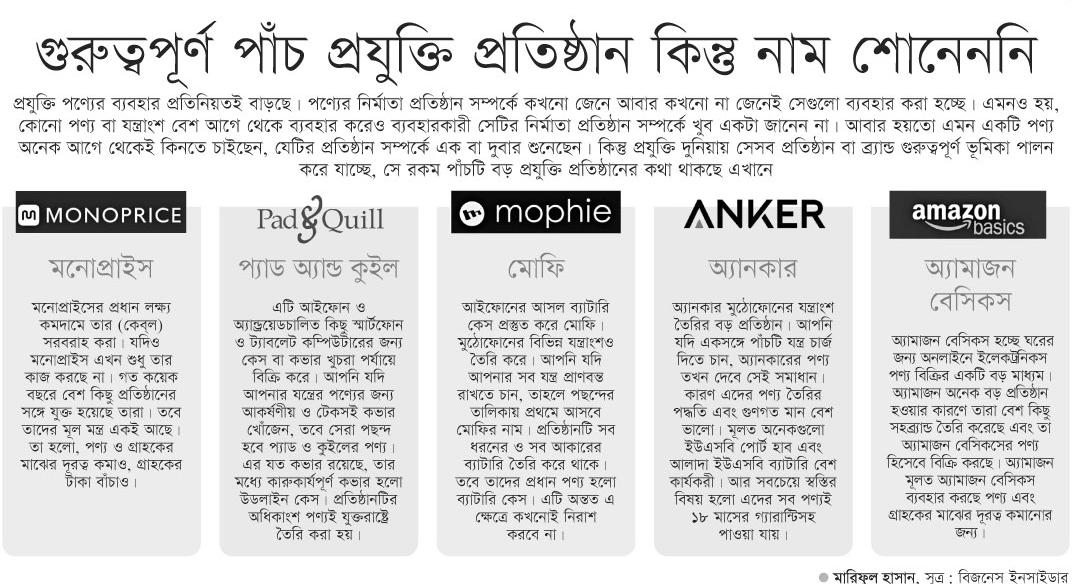 গুরুত্বপূর্ণ পাঁচ প্রযুক্তি প্রতিষ্ঠান কিন্তু নাম শোনেননি
প্রযুক্তি পণ্যের ব্যবহার প্রতিনিয়তই বাড়ছে। পণ্যের নির্মাতা প্রতিষ্ঠান সম্পর্কে কখনো জেনে আবার কখনো না জেনেই সেগুলো ব্যবহার করা হচ্ছে। এমনও হয়,
কোনো পণ্য বা যন্ত্রাংশ বেশ আগে থেকে ব্যবহার করেও ব্যবহারকারী সেটির নির্মাতা প্রতিষ্ঠান সম্পর্কে খুব একটা জানেন না। আবার হয়তো এমন একটি পণ্য
অনেক আগে থেকেই কিনতে চাইছেন, যেটির প্রতিষ্ঠান সম্পর্কে এক বা দুবার শুনেছেন। কিন্তু প্রযুক্তি দুনিয়ায় সেসব প্রতিষ্ঠান বা ব্র্যান্ড গুরুত্বপূর্ণ ভূমিকা পালন
করে যাচ্ছে, সে রকম পাঁচটি বড় প্রযুক্তি প্রতিষ্ঠানের কথা থাকছে এখানে
MONOPRICE
মনোপ্রাইস
মনোপ্রাইসের প্রধান লক্ষ্য
কমদামে তার (কেব্‌ল)
সরবরাহ করা। যদিও
মনোপ্রাইস এখন শুধু তার
কাজ করছে না। গত কয়েক
বছরে বেশ কিছু প্রতিষ্ঠানের
সঙ্গে যুক্ত হয়েছে তারা। তবে
তাদের মূল মন্ত্র একই আছে।
তা হলো, পণ্য ও গ্রাহকের
মাঝের দূরত্ব কমাও, গ্রাহকের
টাকা বাঁচাও।
Pad & Quill
প্যাড অ্যান্ড কুইল
এটি আইফোন ও
অ্যান্ড্রয়েডচালিত কিছু স্মার্টফোন
ও ট্যাবলেট কম্পিউটারের জন্য
কেস বা কভার খুচরা পর্যায়ে
বিক্রি করে। আপনি যদি
আপনার যন্ত্রের পণ্যের জন্য
আকর্ষণীয় ও টেকসই কভার
খোঁজেন, তবে সেরা পছন্দ
হবে প্যাড ও কুইলের পণ্য।
এর যত কভার রয়েছে, তার
মধ্যে কারুকার্যপূর্ণ কভার হলো
উডলাইন কেস। প্রতিষ্ঠানটির
অধিকাংশ পণ্যই যুক্তরাষ্ট্রে
তৈরি করা হয়।
mophie
মোফি
আইফোনের আসল ব্যাটারি
কেস প্রস্তুত করে মোফি।
মুঠোফোনের বিভিন্ন যন্ত্রাংশও
তৈরি করে। আপনি যদি
আপনার সব যন্ত্র প্রাণবন্ত
রাখতে চান, তাহলে পছন্দের
তালিকায় প্রথমে আসবে
মোফির নাম। প্রতিষ্ঠানটি সব
ধরনের ও সব আকারের
ব্যাটারি তৈরি করে থাকে।
তবে তাদের প্রধান পণ্য হলো
ব্যাটারি কেস। এটি অন্তত এ
ক্ষেত্রে কখনোই নিরাশ
করবে না।
ANKER
অ্যানকার
অ্যানকার মুঠোফোনের যন্ত্রাংশ
তৈরির বড় প্রতিষ্ঠান। আপনি
যদি একসঙ্গে পাঁচটি যন্ত্র চার্জ
দিতে চান, অ্যানকারের পণ্য
তখন দেবে সেই সমাধান।
কারণ এদের পণ্য তৈরির
পদ্ধতি এবং গুণগত মান বেশ
ভালো। মূলত অনেকগুলো
ইউএসবি পোর্ট হাব এবং
আলাদা ইউএসবি ব্যাটারি বেশ
কার্যকরী। আর সবচেয়ে স্বস্তির
বিষয় হলো এদের সব পণ্যই
১৮ মাসের গ্যারান্টিসহ
পাওয়া যায়।
amazon
basics
অ্যামাজন
বেসিকস
অ্যামাজন বেসিকস হচ্ছে ঘরের
জন্য অনলাইনে ইলেকট্রনিকস
পণ্য বিক্রির একটি বড় মাধ্যম।
অ্যামাজন অনেক বড় প্রতিষ্ঠান
হওয়ার কারণে তারা বেশ কিছু
সহব্র্যান্ড তৈরি করেছে এবং তা
অ্যামাজন বেসিকসের পণ্য
হিসেবে বিক্রি করছে। অ্যামাজন
মূলত অ্যামাজন বেসিকস
ব্যবহার করছে পণ্য এবং
গ্রাহকের মাঝের দূরত্ব কমানোর
জন্য।
● মারিফুল হাসান, সূত্র : বিজনেস ইনসাইডার